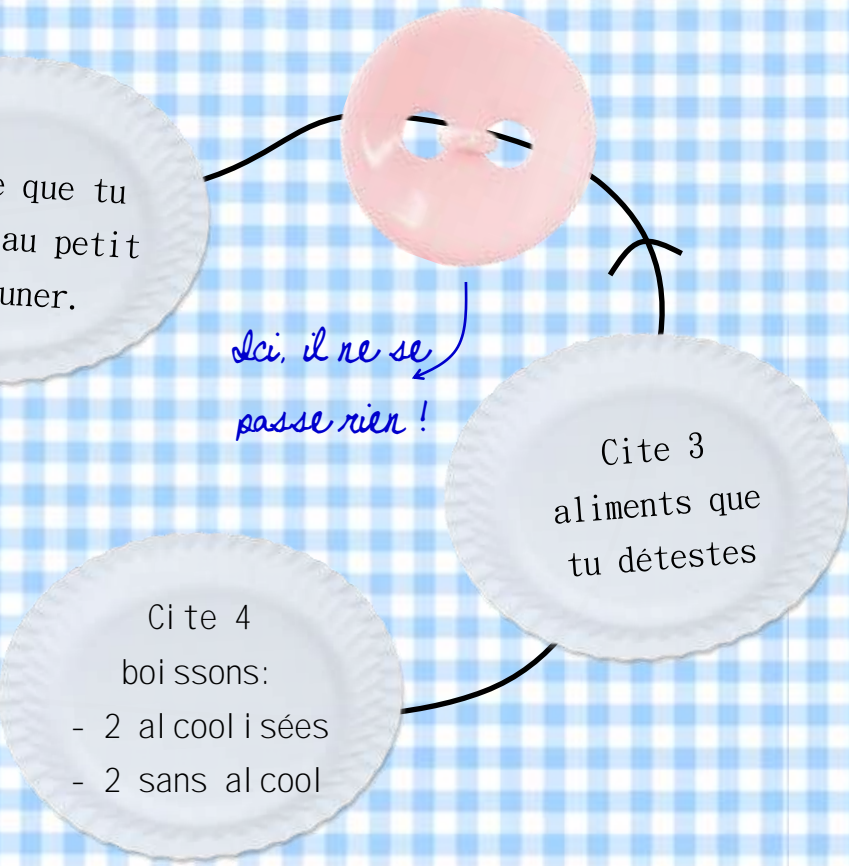 que tu
au petit
Ici, il ne se
passe rien !
Cite 3
aliments que
tu détestes
Cite 4
boissons:
- 2 alcoolisées
- 2 sans alcool